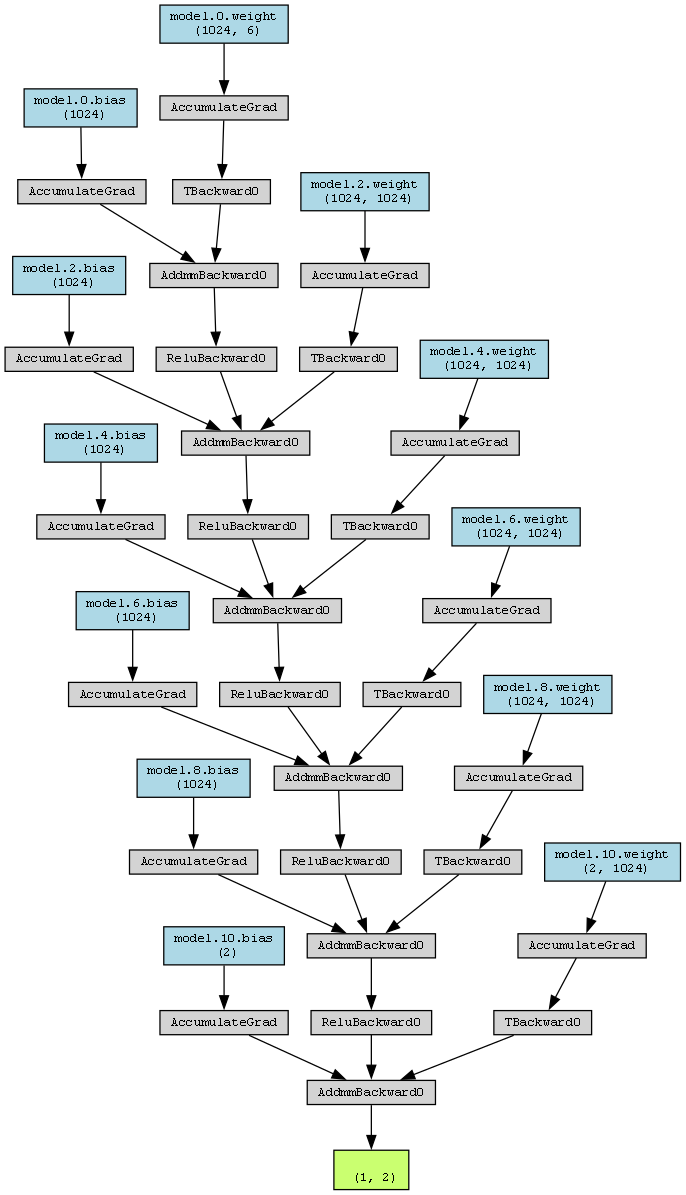 model.0.weight
(1024, 6)
model.0.bias
(1024)
AccumulateGrad
AccumulateGrad
TBackward0
model.2.weight
(1024, 1024)
model.2.bias
(1024)
AddmmBackward0
AccumulateGrad
AccumulateGrad
ReluBackward0
TBackward0
model.4.weight
(1024, 1024)
model.4.bias
(1024)
AddmmBackward0
AccumulateGrad
AccumulateGrad
ReluBackward0
TBackward0
model.6.weight
(1024, 1024)
model.6.bias
(1024)
AddmmBackward0
AccumulateGrad
AccumulateGrad
ReluBackward0
TBackward0
model.8.weight
(1024, 1024)
model.8.bias
(1024)
AddmmBackward0
AccumulateGrad
AccumulateGrad
ReluBackward0
TBackward0
model.10.weight
(2, 1024)
model.10.bias
(2)
AddmmBackward0
AccumulateGrad
AccumulateGrad
ReluBackward0
TBackward0
AddmmBackward0
(1, 2)